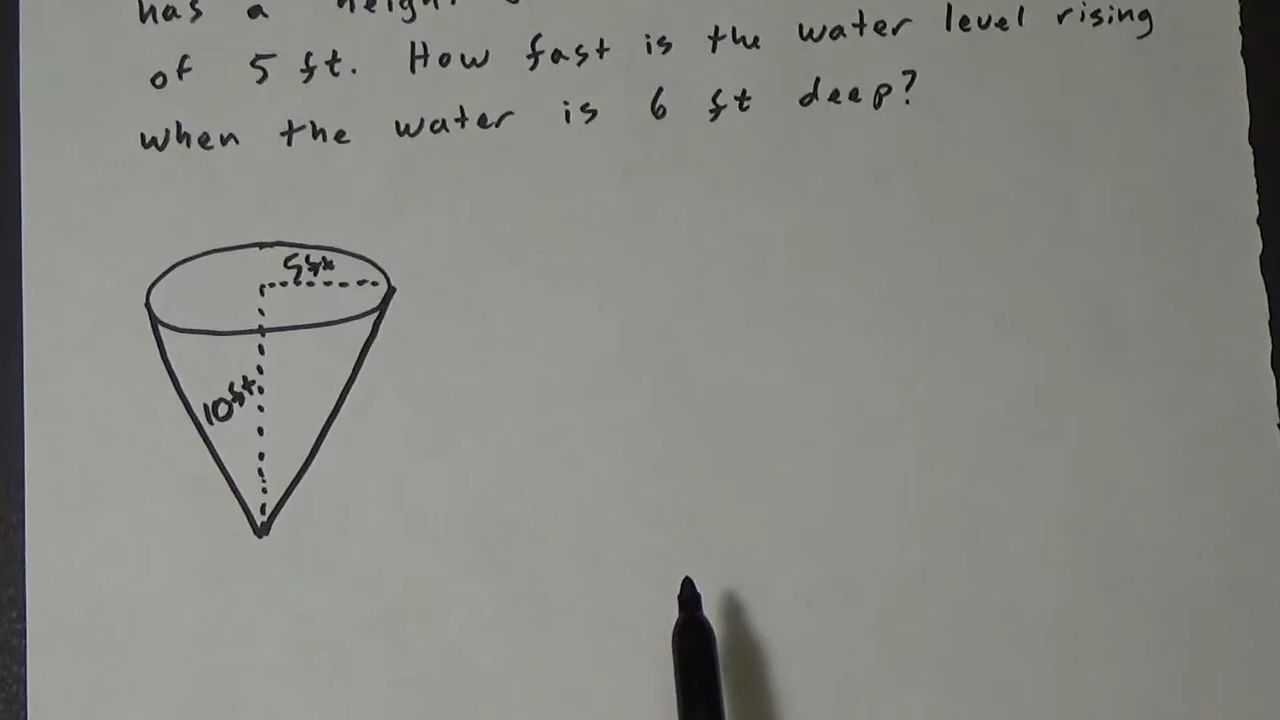 has a heigh
of 5 ft. How fast is the water level rising
when the water is 6 ft deep?
5ft
10ft